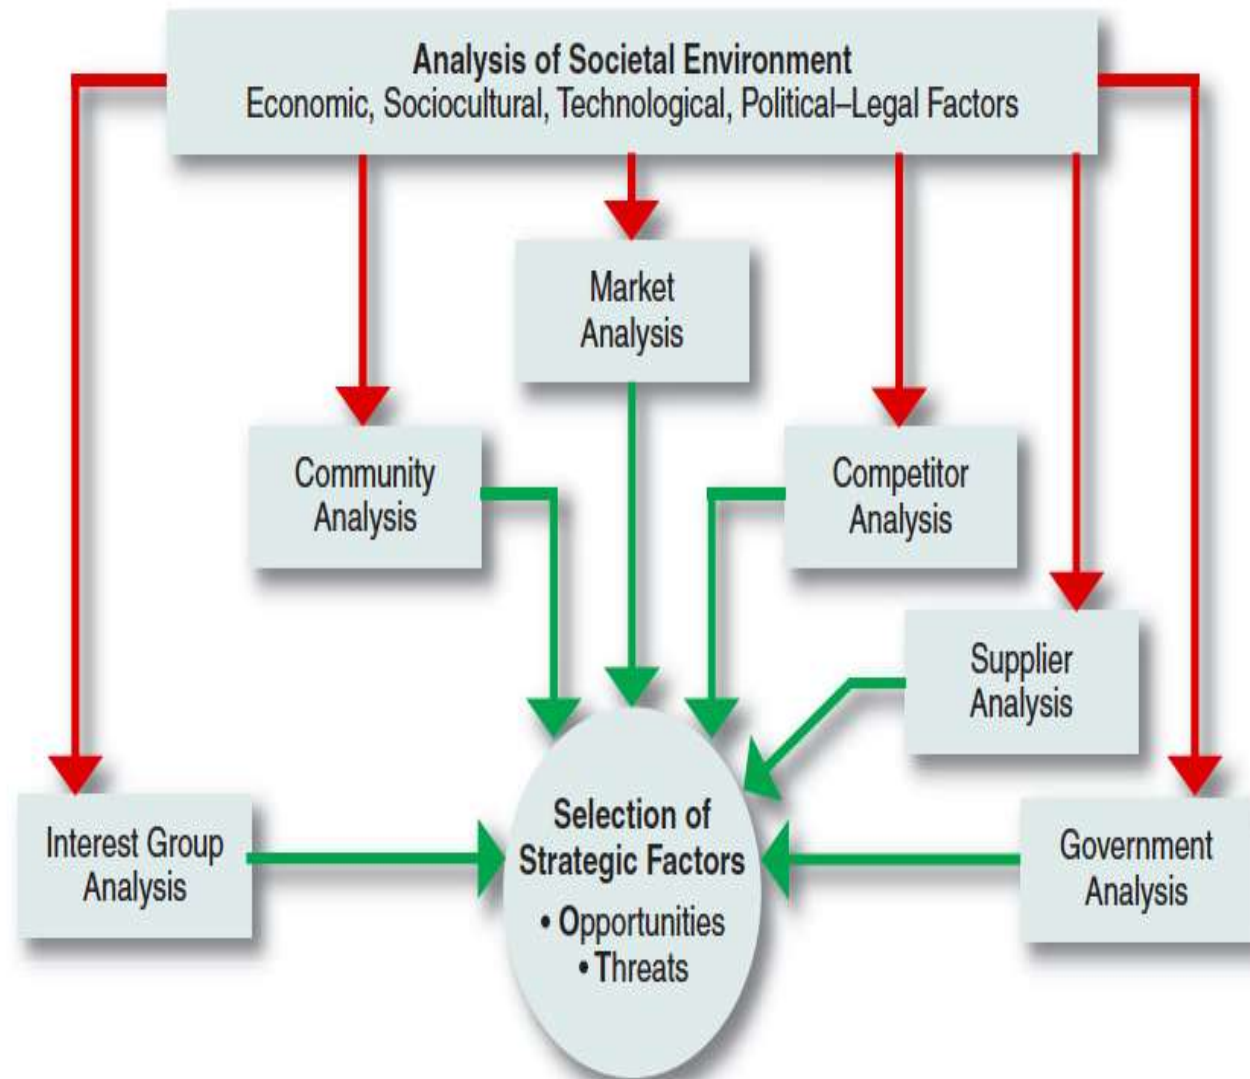 Analysis of Societal Environment
Economic, Sociocultural, Technological, Political–Legal Factors
Market
Analysis
Community
Analysis
Competitor
Analysis
Supplier
Analysis
Interest Group
Analysis
Selection of
Strategic Factors
• Opportunities
• Threats
Government
Analysis